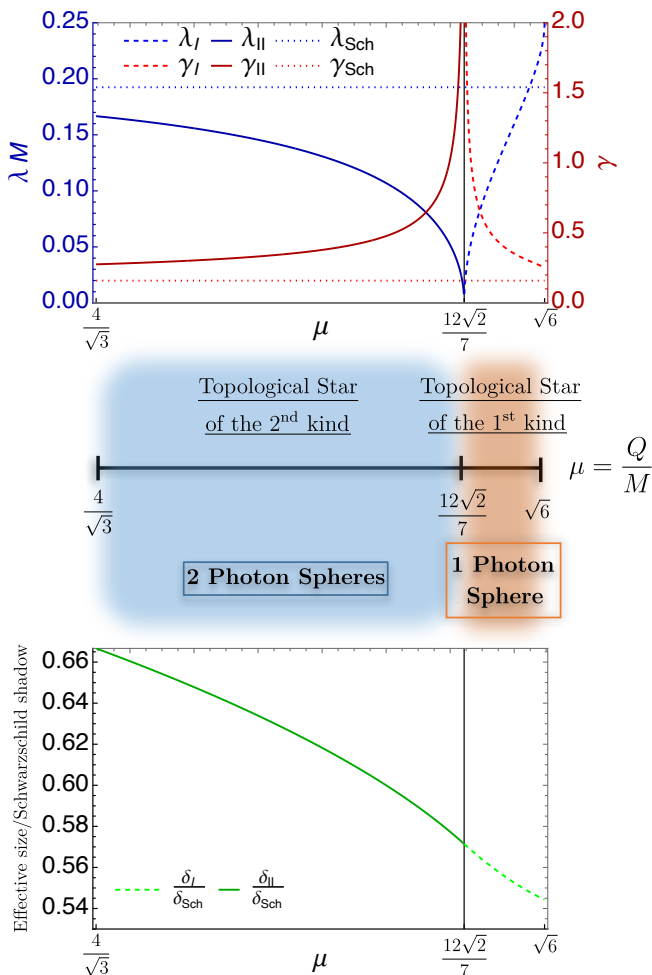 0.25
0.20
0.15
0.10
0.05
0.00
λ M
λ_I λ_II λ_Sch
γ_I γ_II γ_Sch
2.0
1.5
1.0
0.5
0.0
γ
4/√3
μ
12√2/7
√6
Topological Star
of the 2nd kind
Topological Star
of the 1st kind
μ = Q/M
4/√3
12√2/7
√6
2 Photon Spheres
1 Photon
Sphere
Effective size/Schwarzschild shadow
0.66
0.64
0.62
0.60
0.58
0.56
0.54
δ_I/δ_Sch δ_II/δ_Sch
4/√3
μ
12√2/7
√6